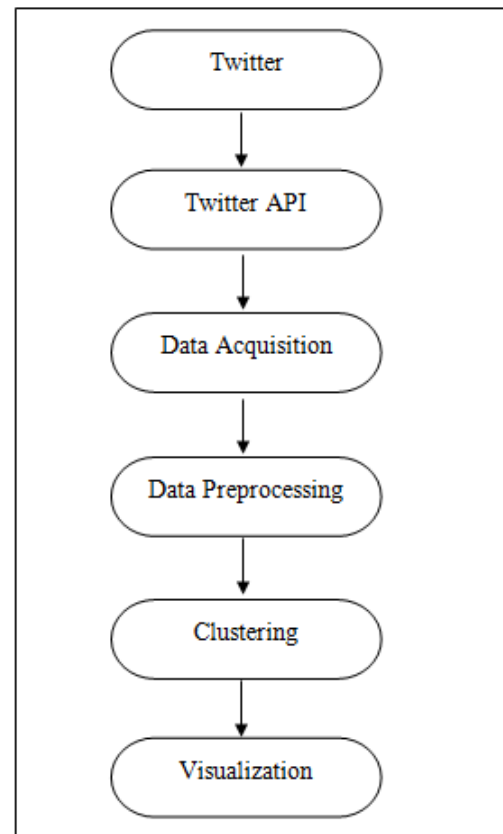 Twitter
Twitter API
Data Acquisition
Data Preprocessing
Clustering
Visualization